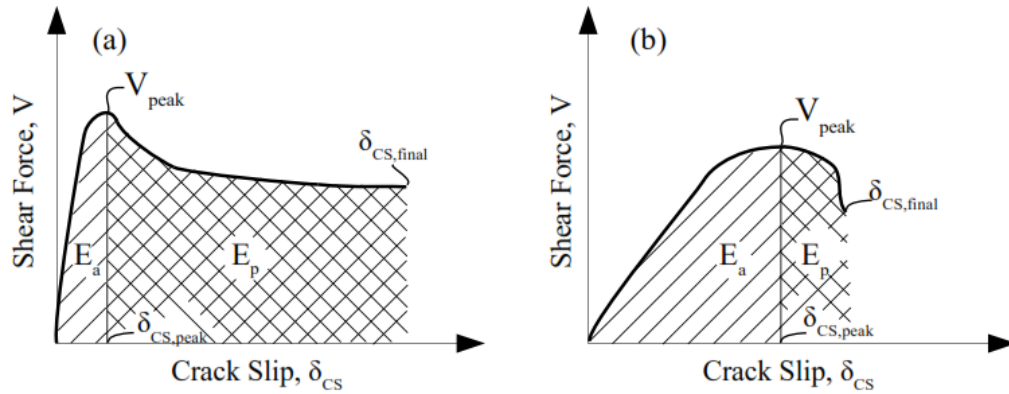 (a)
V_peak
δ_CS,final
E_a
E_p
δ_CS,peak
Shear Force, V
Crack Slip, δ_CS
(b)
V_peak
δ_CS,final
E_a
E_p
δ_CS,peak
Shear Force, V
Crack Slip, δ_CS